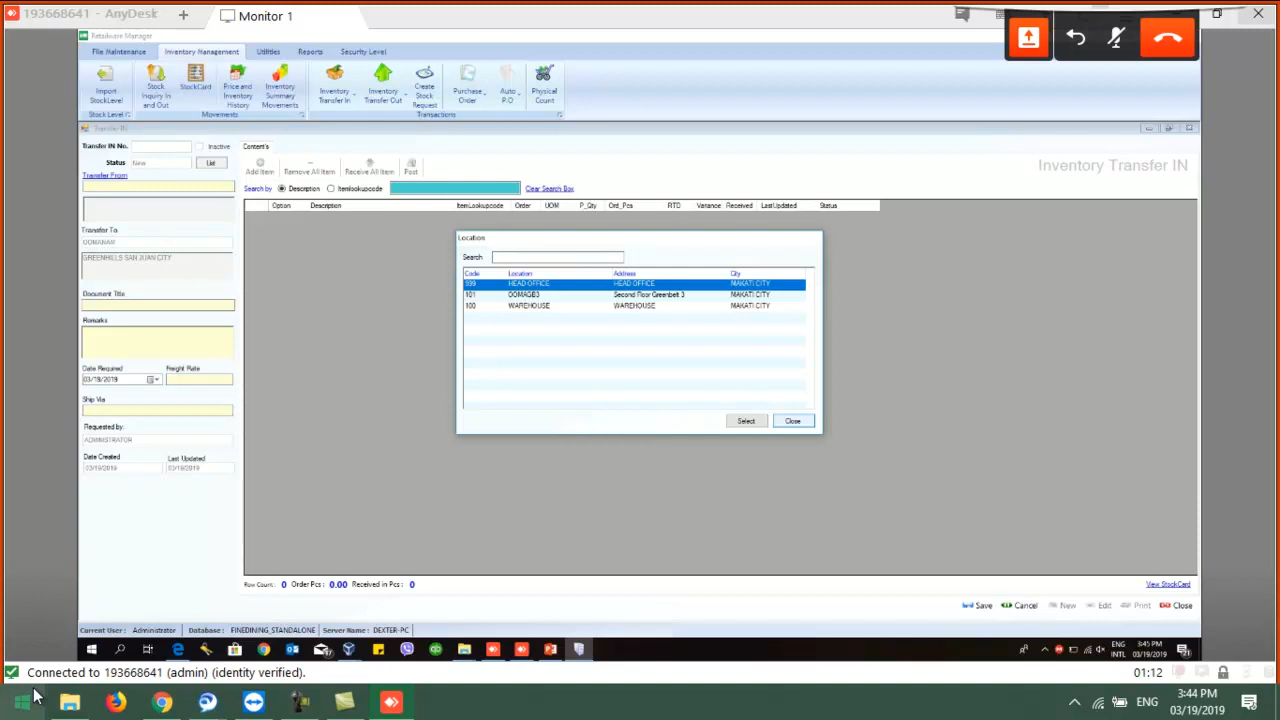 193668641 - AnyDesk
Monitor 1
Retailware Manager
File Maintenance Inventory Management Utilities Reports Security Level
Import StockLevel
Stock Inquiry In and Out
StockCard
Price and Inventory History
Inventory Summary Movements
Inventory Transfer In
Inventory Transfer Out
Create Stock Request
Purchase Order
Auto P.O
Physical Count
Stock Level Movements Transactions
Transfer IN
Transfer IN No. Inactive
Status New List
Transfer From
Transfer To
OOMANAM
GREENHILLS SAN JUAN CITY
Document Title
Remarks
Date Required Freight Rate
03/19/2019
Ship Via
Requested by.
ADMINISTRATOR
Date Created Last Updated
03/19/2019 03/19/2019
Content's
Add Item Remove All Item Receive All Item Post
Inventory Transfer IN
Search by Description Itemlookupcode Clear Search Box
Option Description ItemLookupcode Order UOM P_Qty Ord_Pcs RTD Variance Received LastUpdated Status
Location
Search
Code Location Address City
999 HEAD OFFICE HEAD OFFICE MAKATI CITY
101 OOMAGB3 Second Floor Greenbelt 3 MAKATI CITY
100 WAREHOUSE WAREHOUSE MAKATI CITY
Select Close
Row Count : 0 Order Pcs : 0.00 Received in Pcs : 0
View StockCard
Save Cancel New Edit Print Close
Current User : Administrator Database : FINEDINING_STANDALONE Server Name : DEXTER-PC
ENG INTL
3:45 PM
03/19/2019
Connected to 193668641 (admin) (identity verified).
01:12
ENG
3:44 PM
03/19/2019